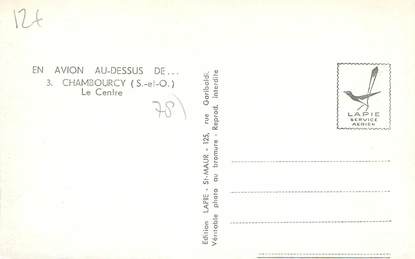 12+
EN AVION AU-DESSUS DE...
3. CHAMBOURCY (S.-et-O.)
Le Centre
78)
Edition LAPIE - St-MAUR - 125, rue Garibaldi.
Véritable photo au bromure - Reprod. interdite
LAPIE
SERVICE
AERIEN